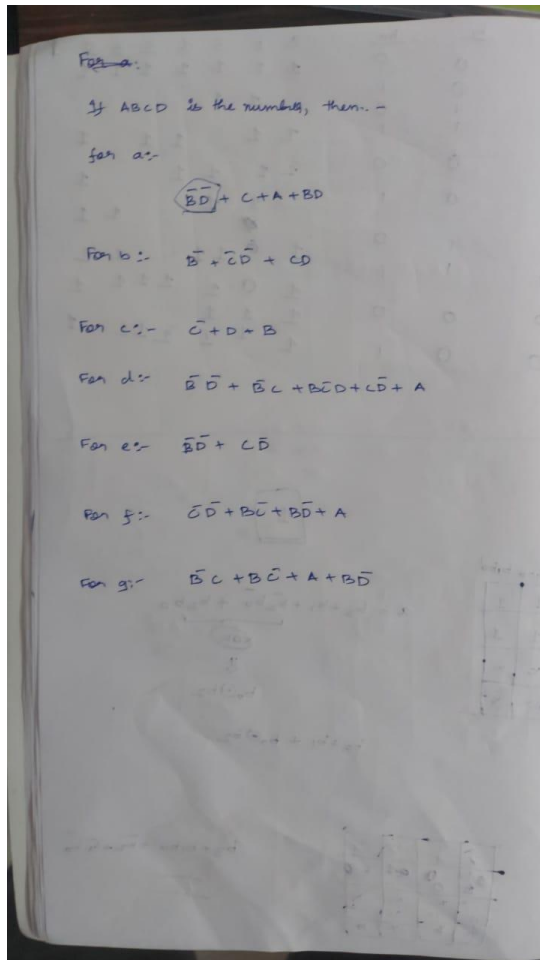 For a:
If ABCD is the number, then.. -
for a:-
B̅D̅ + C + A + BD
For b :- B̅ + C̅D̅ + CD
For c :- C̅ + D + B
For d :- B̅D̅ + B̅C + BC̅D + CD̅ + A
For e :- B̅D̅ + CD̅
For f :- C̅D̅ + BC̅ + BD̅ + A
For g :- B̅C + BC̅ + A + BD̅